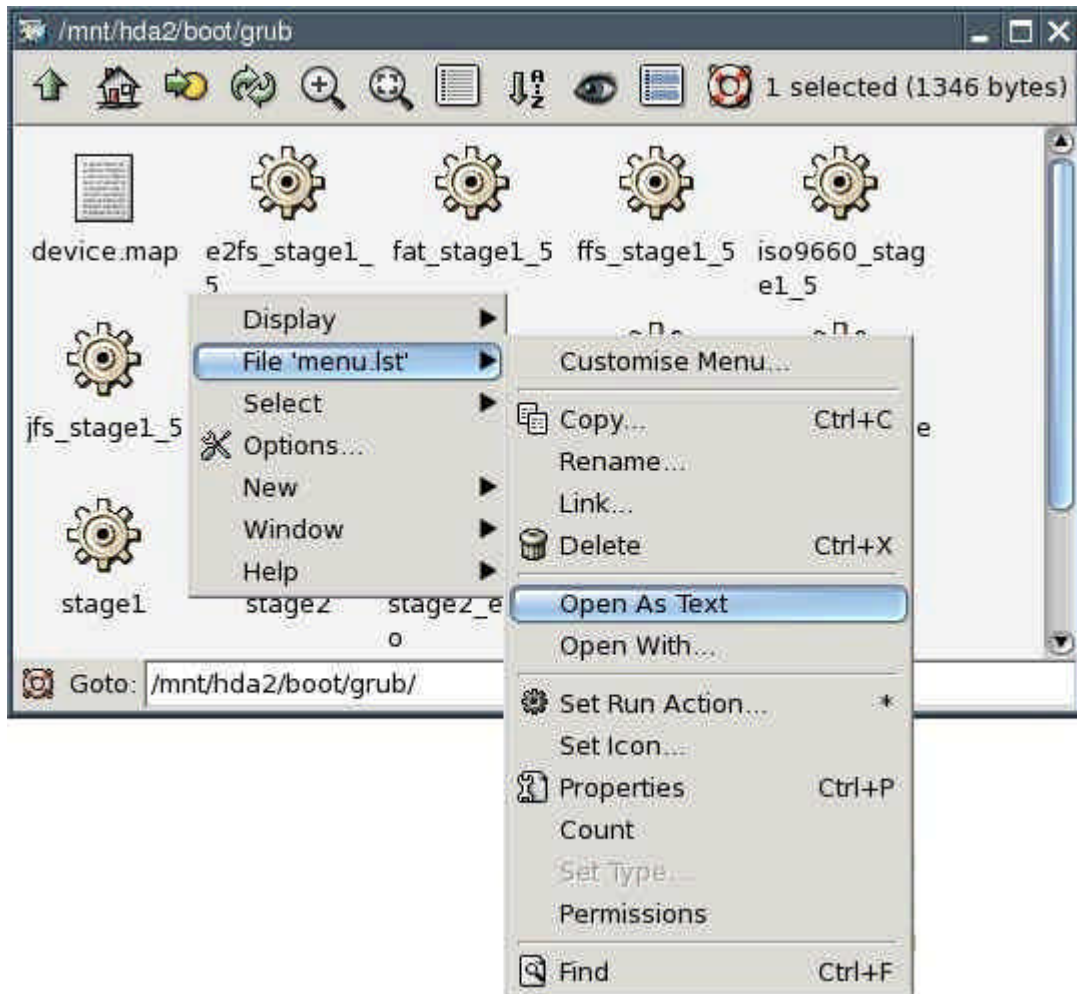 /mnt/hda2/boot/grub
1 selected (1346 bytes)
device.map
e2fs_stage1_
5
fat_stage1_5
ffs_stage1_5
iso9660_stag
e1_5
jfs_stage1_5
e
stage1
stage2
stage2_e
o
Display
File 'menu.lst'
Select
Options...
New
Window
Help
Customise Menu...
Copy... Ctrl+C
Rename...
Link...
Delete Ctrl+X
Open As Text
Open With...
Set Run Action... *
Set Icon...
Properties Ctrl+P
Count
Set Type...
Permissions
Find Ctrl+F
Goto: /mnt/hda2/boot/grub/